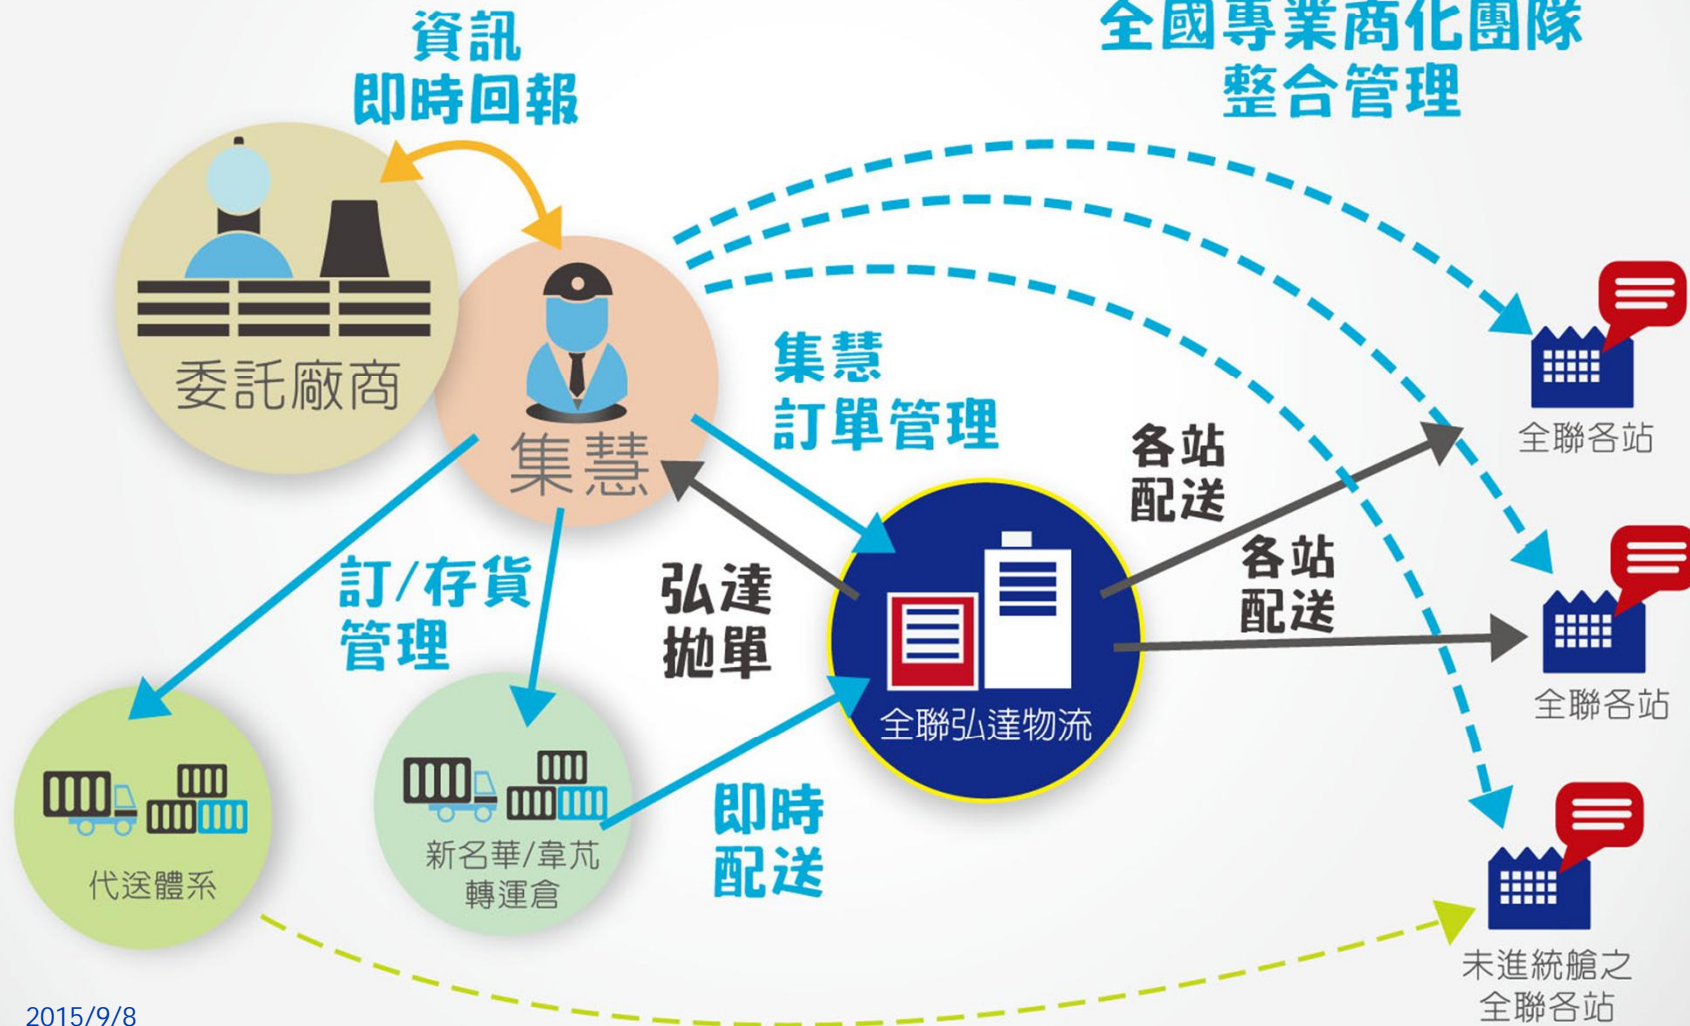 資訊
即時回報
全國專業商化團隊
整合管理
委託廠商
集慧
集慧
訂單管理
各站
配送
全聯各站
訂/存貨
管理
弘達
拋單
各站
配送
全聯弘達物流
全聯各站
代送體系
新名華/韋芃
轉運倉
即時
配送
未進統艙之
全聯各站
2015/9/8